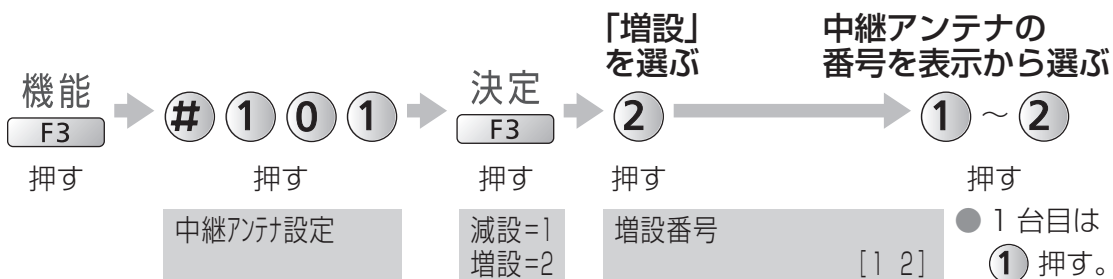 「増設」
を選ぶ
中継アンテナの
番号を表示から選ぶ
機能
F3
# 1 0 1
決定
F3
2
1 ～ 2
押す
押す
押す
押す
押す
中継ｱﾝﾃﾅ設定
減設=1
増設=2
増設番号
[1 2]
● 1 台目は
1 押す。